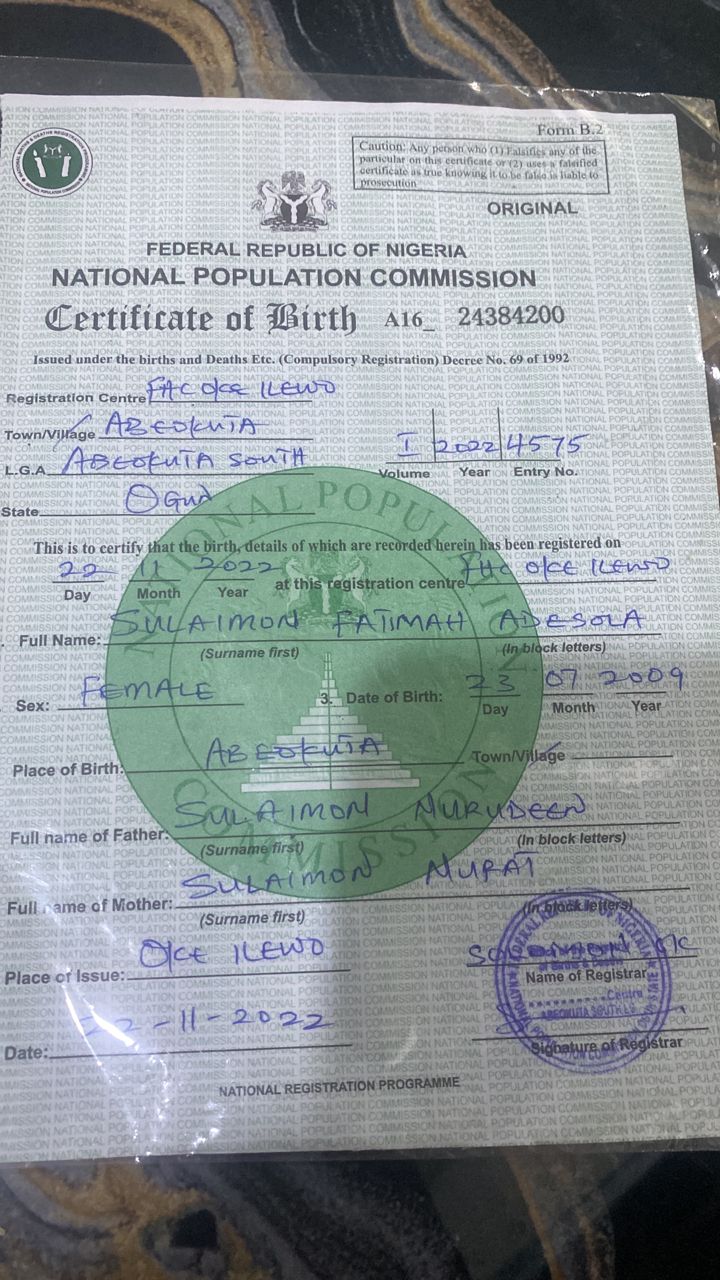 Form B.2
Caution: Any person who (1) Falsifies any of the
particular on this certificate or (2) uses a falsified
certificate as true knowing it to be false is liable to
prosecution
ORIGINAL
FEDERAL REPUBLIC OF NIGERIA
NATIONAL POPULATION COMMISSION
Certificate of Birth A16_ 24384200
Issued under the births and Deaths Etc. (Compulsory Registration) Decree No. 69 of 1992
Registration Centre OKE ILEWO
Town/Village ABEOKUTA
I 2022 4575
Volume Year Entry No.
L.G.A ABEOKUTA SOUTH
State OGUN
This is to certify that the birth, details of which are recorded herein has been registered on
22 11 2022 at this registration centre PHC OKE ILEWO
Day Month Year
Full Name: SULAIMON FATIMAH ADESOLA
(Surname first) (In block letters)
Sex: FEMALE 3. Date of Birth: 23 07 2009
Day Month Year
Place of Birth: ABEOKUTA Town/Village
Full name of Father: SULAIMON NURUDEEN
(Surname first) (In block letters)
Full name of Mother: SULAIMON
(Surname first) (In block letters)
Place of Issue: OKE ILEWO
Name of Registrar
Date: 22-11-2022
Signature of Registrar
NATIONAL REGISTRATION PROGRAMME
NATIONAL POPULATION COMMISSION